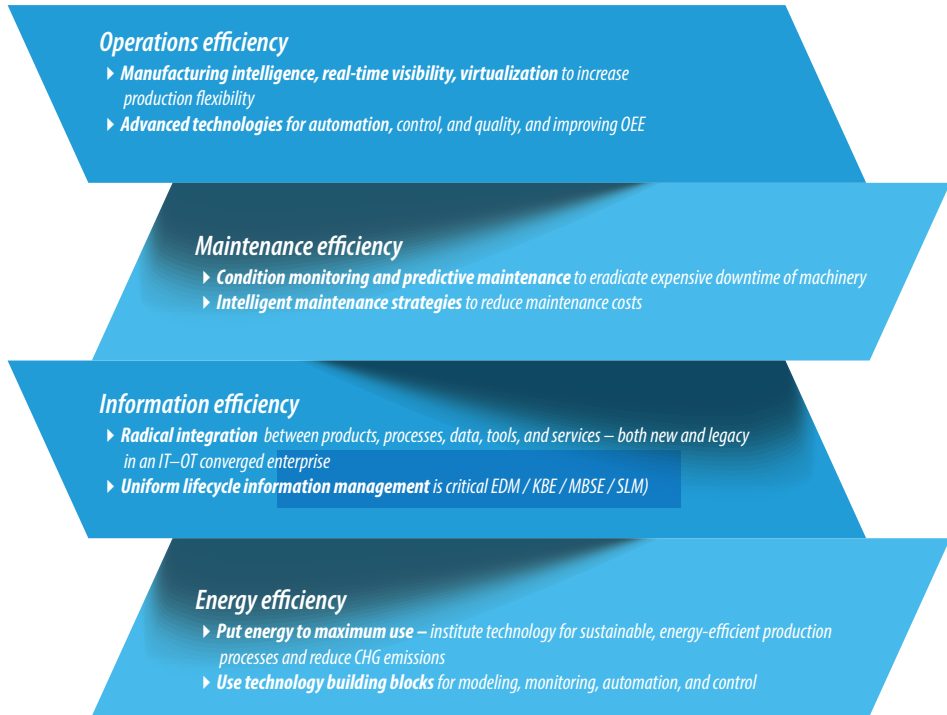 Operations efficiency
Manufacturing intelligence, real-time visibility, virtualization to increase
production flexibility
Advanced technologies for automation, control, and quality, and improving OEE
Maintenance efficiency
Condition monitoring and predictive maintenance to eradicate expensive downtime of machinery
Intelligent maintenance strategies to reduce maintenance costs
Information efficiency
Radical integration between products, processes, data, tools, and services – both new and legacy
in an IT–OT converged enterprise
Uniform lifecycle information management is critical EDM / KBE / MBSE / SLM)
Energy efficiency
Put energy to maximum use – institute technology for sustainable, energy-efficient production
processes and reduce CHG emissions
Use technology building blocks for modeling, monitoring, automation, and control